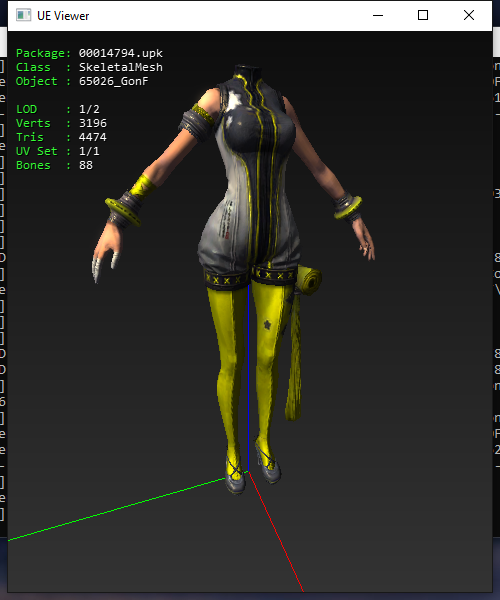 UE Viewer
Package: 00014794.upk
Class  : SkeletalMesh
Object : 65026_GonF
LOD    : 1/2
Verts  : 3196
Tris   : 4474
UV Set : 1/1
Bones  : 88